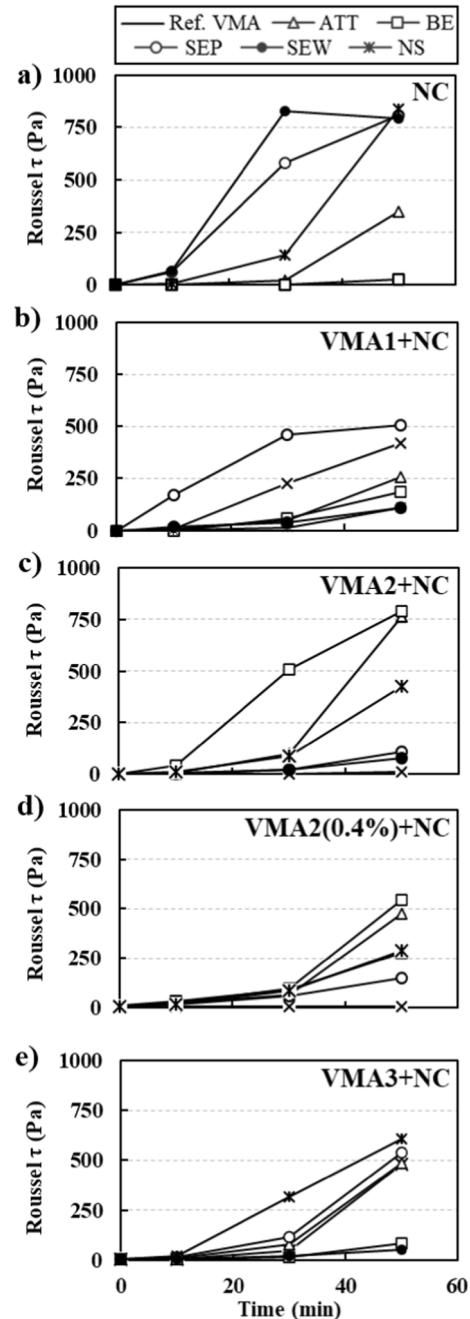 Ref. VMA ATT BE
SEP SEW NS
a) 1000 NC
750
500
250
0
Roussel τ (Pa)
b) 1000 VMA1+NC
750
500
250
0
Roussel τ (Pa)
c) 1000 VMA2+NC
750
500
250
0
Roussel τ (Pa)
d) 1000 VMA2(0.4%)+NC
750
500
250
0
Roussel τ (Pa)
e) 1000 VMA3+NC
750
500
250
0
Roussel τ (Pa)
0 20 40 60
Time (min)